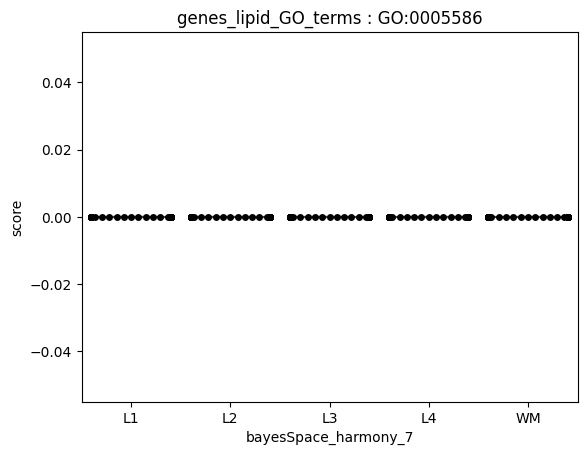 genes_lipid_GO_terms : GO:0005586
0.04
0.02
0.00
−0.02
−0.04
score
L1 L2 L3 L4 WM
bayesSpace_harmony_7